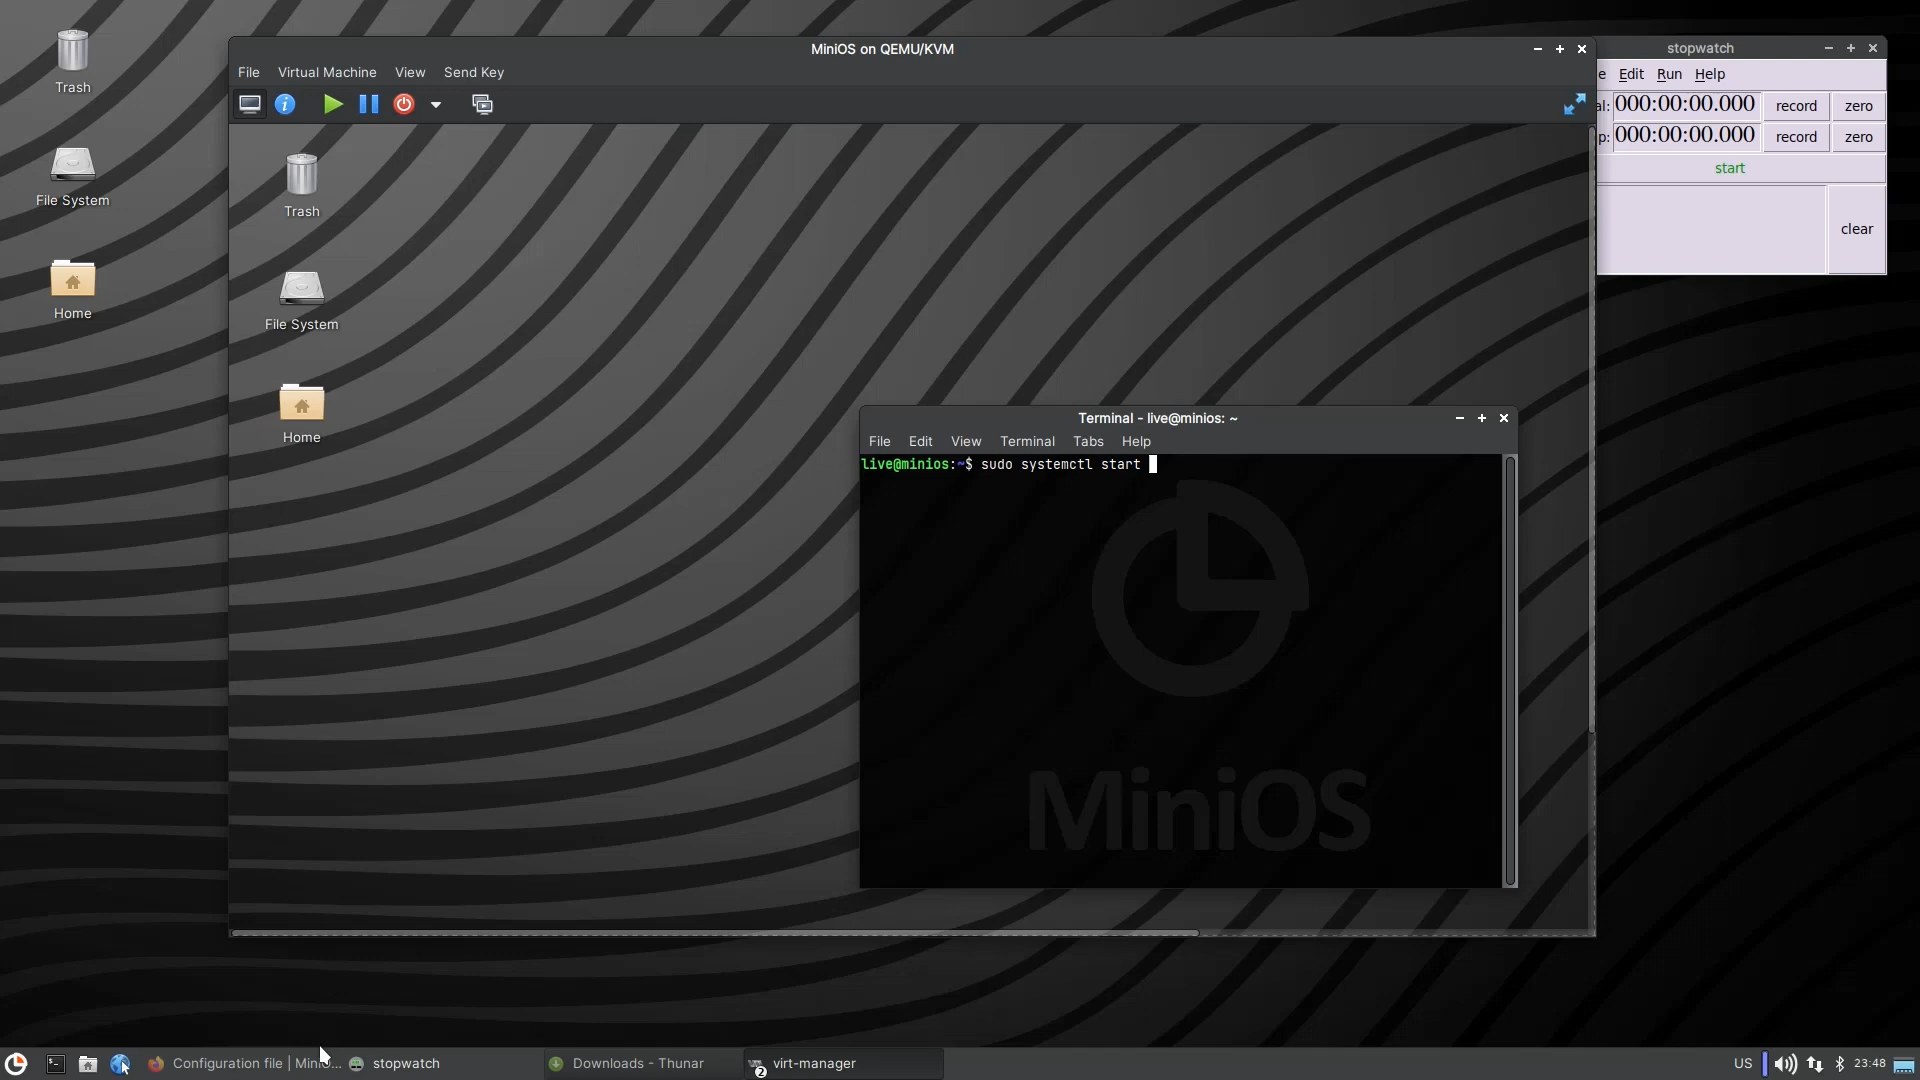 Trash
File System
Home
MiniOS on QEMU/KVM
File Virtual Machine View Send Key
Trash
File System
Home
Terminal - live@minios: ~
File Edit View Terminal Tabs Help
live@minios:~$ sudo systemctl start
MiniOS
stopwatch
e Edit Run Help
al: 000:00:00.000 record zero
p: 000:00:00.000 record zero
start
clear
Configuration file | Mini... stopwatch Downloads - Thunar 2 virt-manager US 23:48